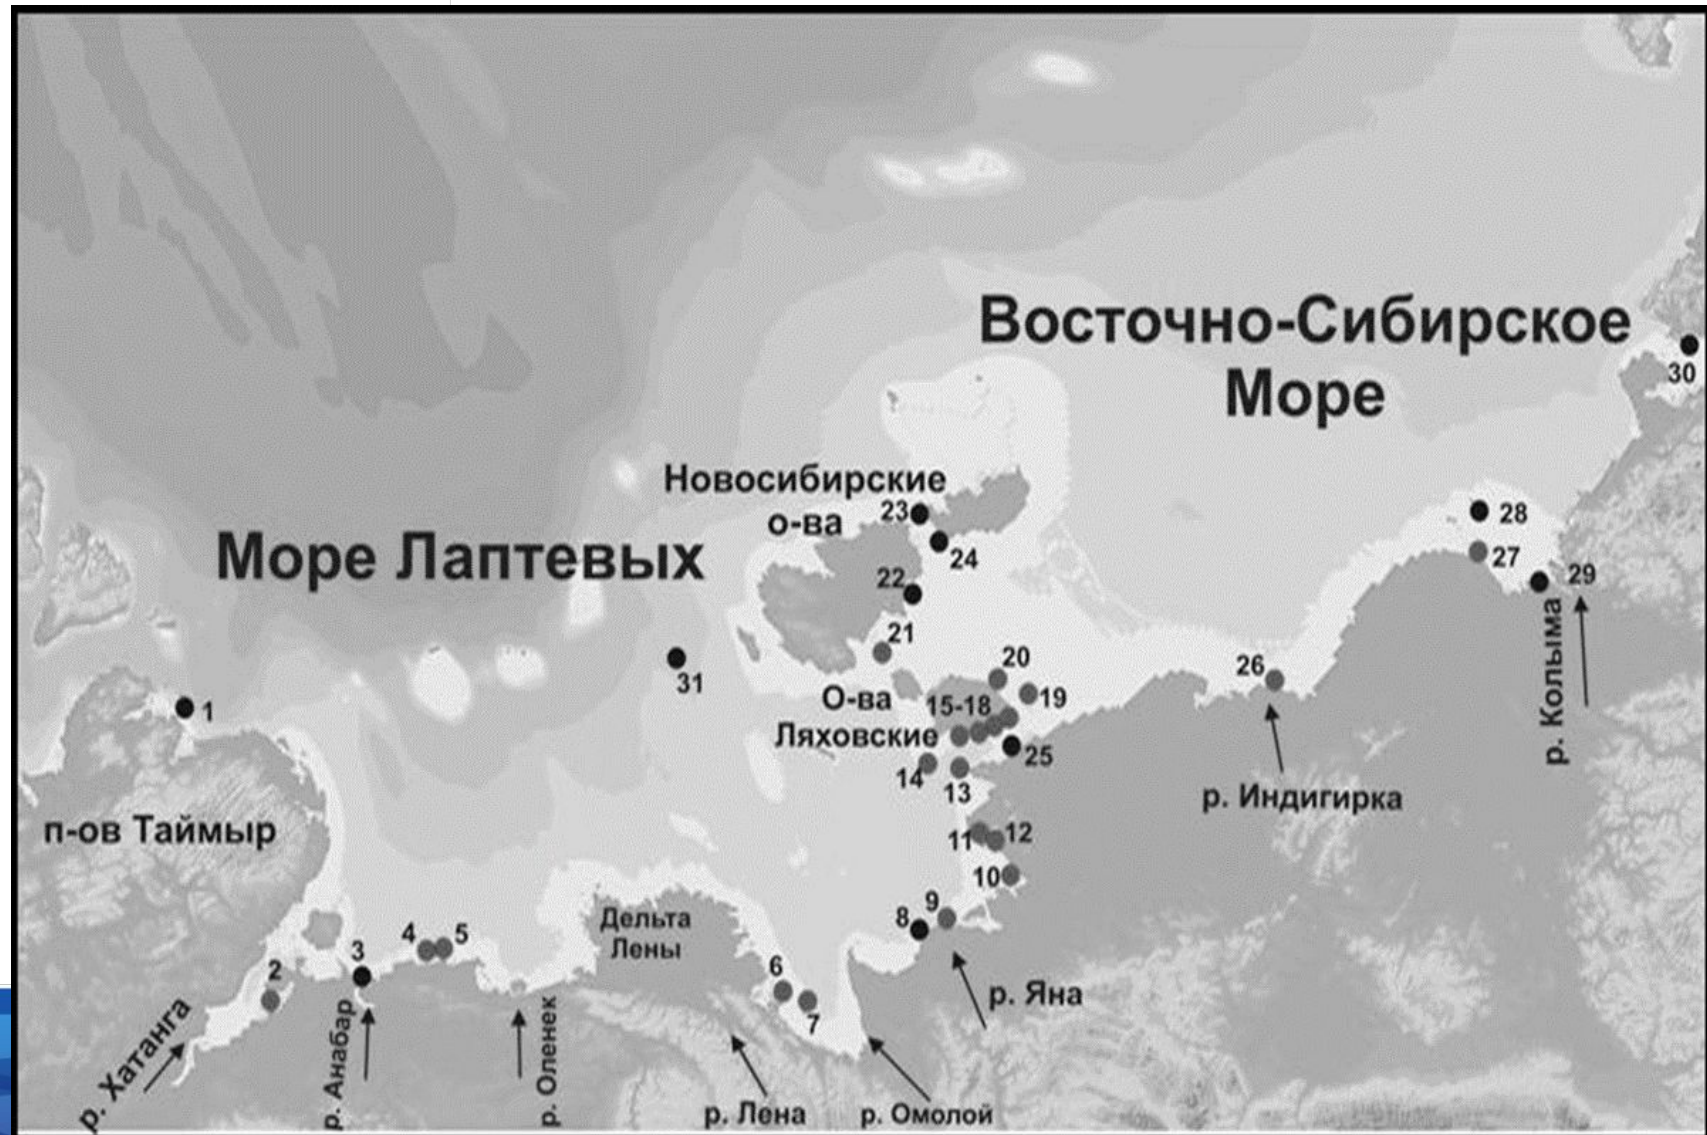 Восточно-Сибирское
Море
30
Новосибирские
о-ва
23
24
28
27
Море Лаптевых
22
29
21
20
31
26
19
О-ва
Ляховские
15-18
р. Колыма
1
25
14
13
р. Индигирка
п-ов Таймыр
11
12
10
9
8
Дельта
Лены
4
5
3
2
6
7
р. Яна
р. Хатанга
р. Анабар
р. Оленек
р. Лена
р. Омолой